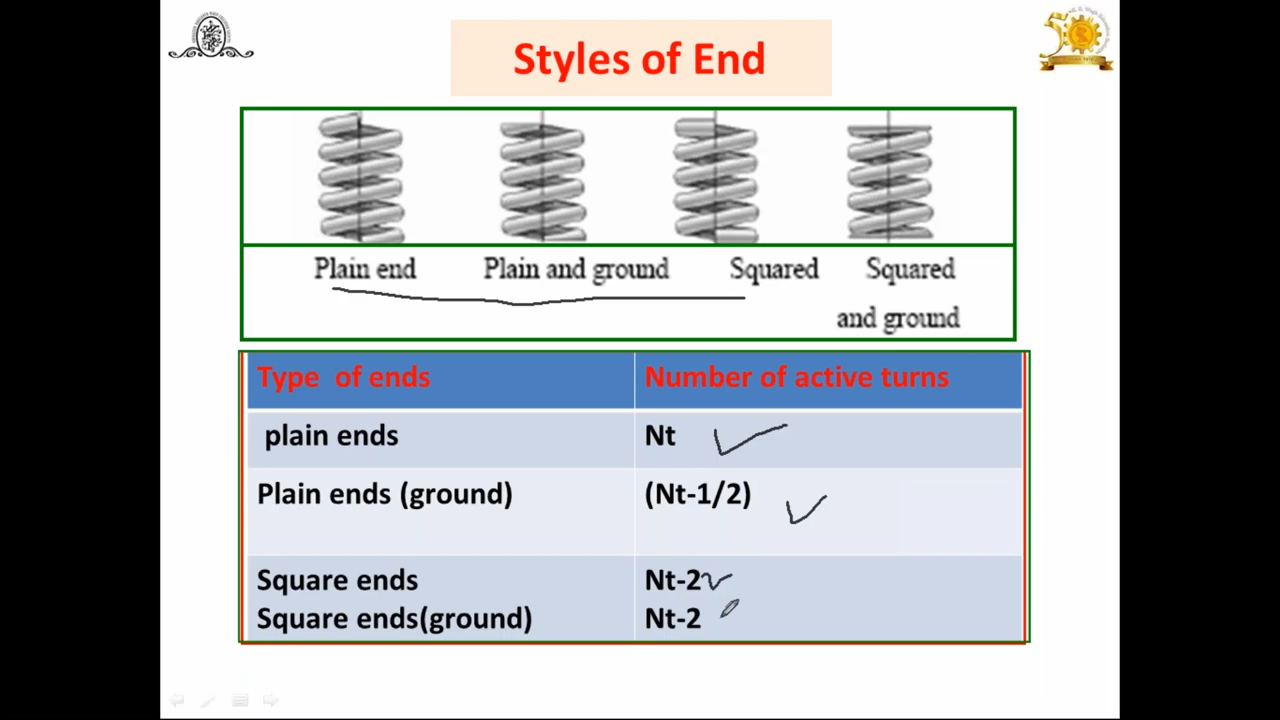 Styles of End
Plain end
Plain and ground
Squared
Squared
and ground
Type of ends
Number of active turns
plain ends
Nt
Plain ends (ground)
(Nt-1/2)
Square ends
Nt-2
Square ends(ground)
Nt-2